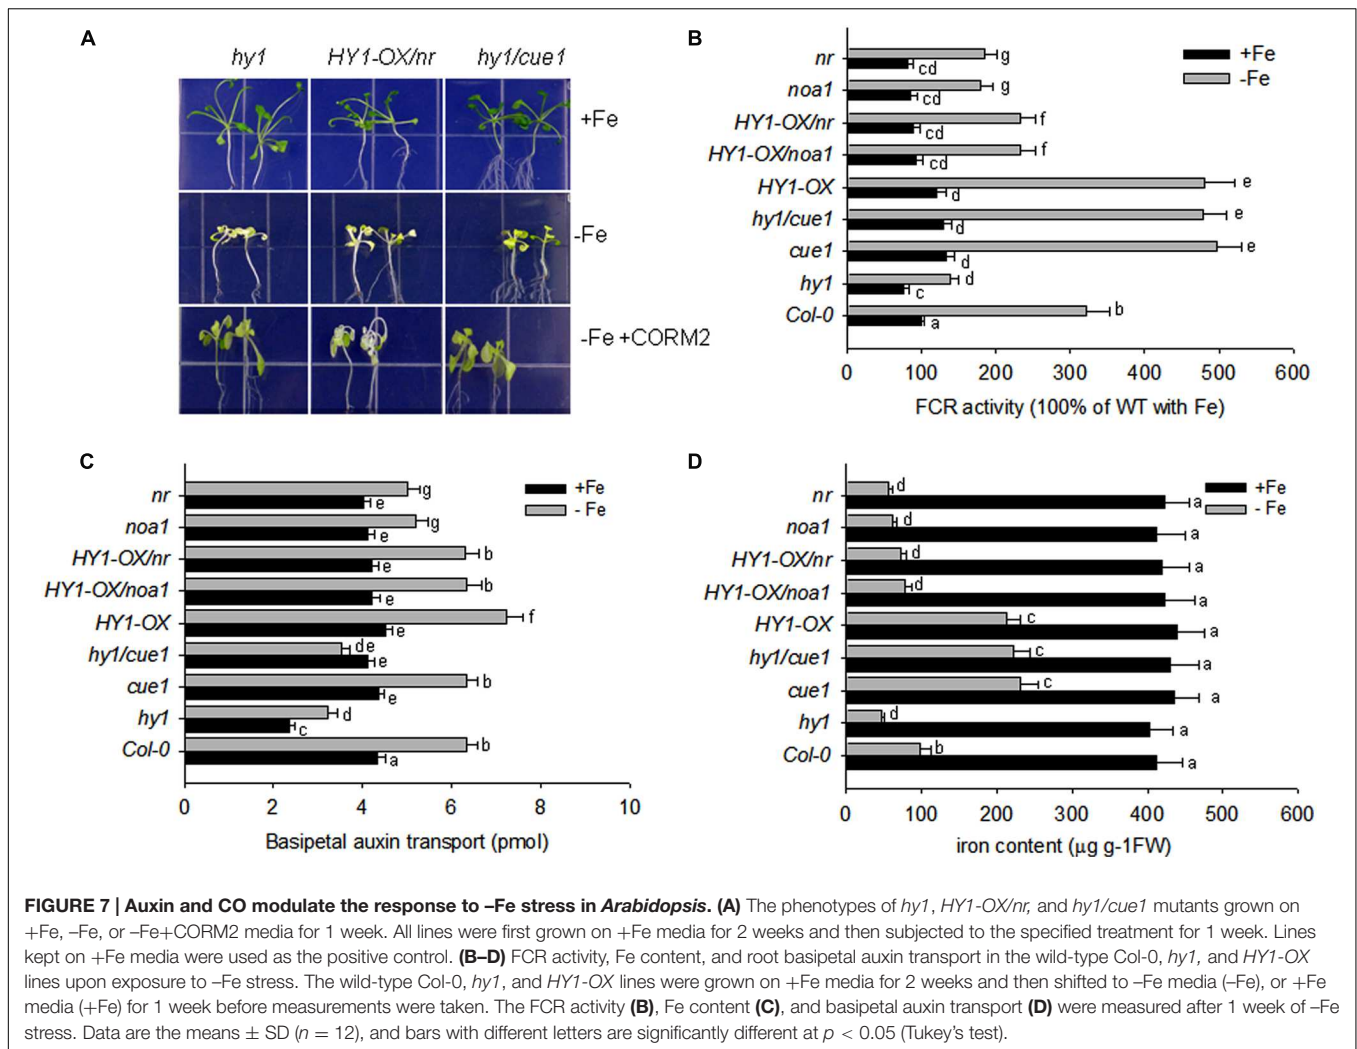 A
hy1 HY1-OX/nr hy1/cue1
+Fe
-Fe
-Fe +CORM2
B
nr
noa1
HY1-OX/nr
HY1-OX/noa1
HY1-OX
hy1/cue1
cue1
hy1
Col-0
+Fe
-Fe
g
cd
g
cd
f
cd
f
cd
e
d
e
d
e
d
d
c
b
a
0 100 200 300 400 500 600
FCR activity (100% of WT with Fe)
C
nr
noa1
HY1-OX/nr
HY1-OX/noa1
HY1-OX
hy1/cue1
cue1
hy1
Col-0
+Fe
- Fe
g
e
g
e
b
e
b
e
f
e
de
e
b
e
d
c
b
a
0 2 4 6 8 10
Basipetal auxin transport (pmol)
D
nr
noa1
HY1-OX/nr
HY1-OX/noa1
HY1-OX
hy1/cue1
cue1
hy1
Col-0
+Fe
- Fe
d
a
d
a
d
a
d
a
c
a
c
a
c
a
d
a
b
a
0 100 200 300 400 500 600
iron content (µg g-1FW)
FIGURE 7 | Auxin and CO modulate the response to –Fe stress in Arabidopsis. (A) The phenotypes of hy1, HY1-OX/nr, and hy1/cue1 mutants grown on
+Fe, –Fe, or –Fe+CORM2 media for 1 week. All lines were first grown on +Fe media for 2 weeks and then subjected to the specified treatment for 1 week. Lines
kept on +Fe media were used as the positive control. (B–D) FCR activity, Fe content, and root basipetal auxin transport in the wild-type Col-0, hy1, and HY1-OX
lines upon exposure to –Fe stress. The wild-type Col-0, hy1, and HY1-OX lines were grown on +Fe media for 2 weeks and then shifted to –Fe media (–Fe), or +Fe
media (+Fe) for 1 week before measurements were taken. The FCR activity (B), Fe content (C), and basipetal auxin transport (D) were measured after 1 week of –Fe
stress. Data are the means ± SD (n = 12), and bars with different letters are significantly different at p < 0.05 (Tukey's test).